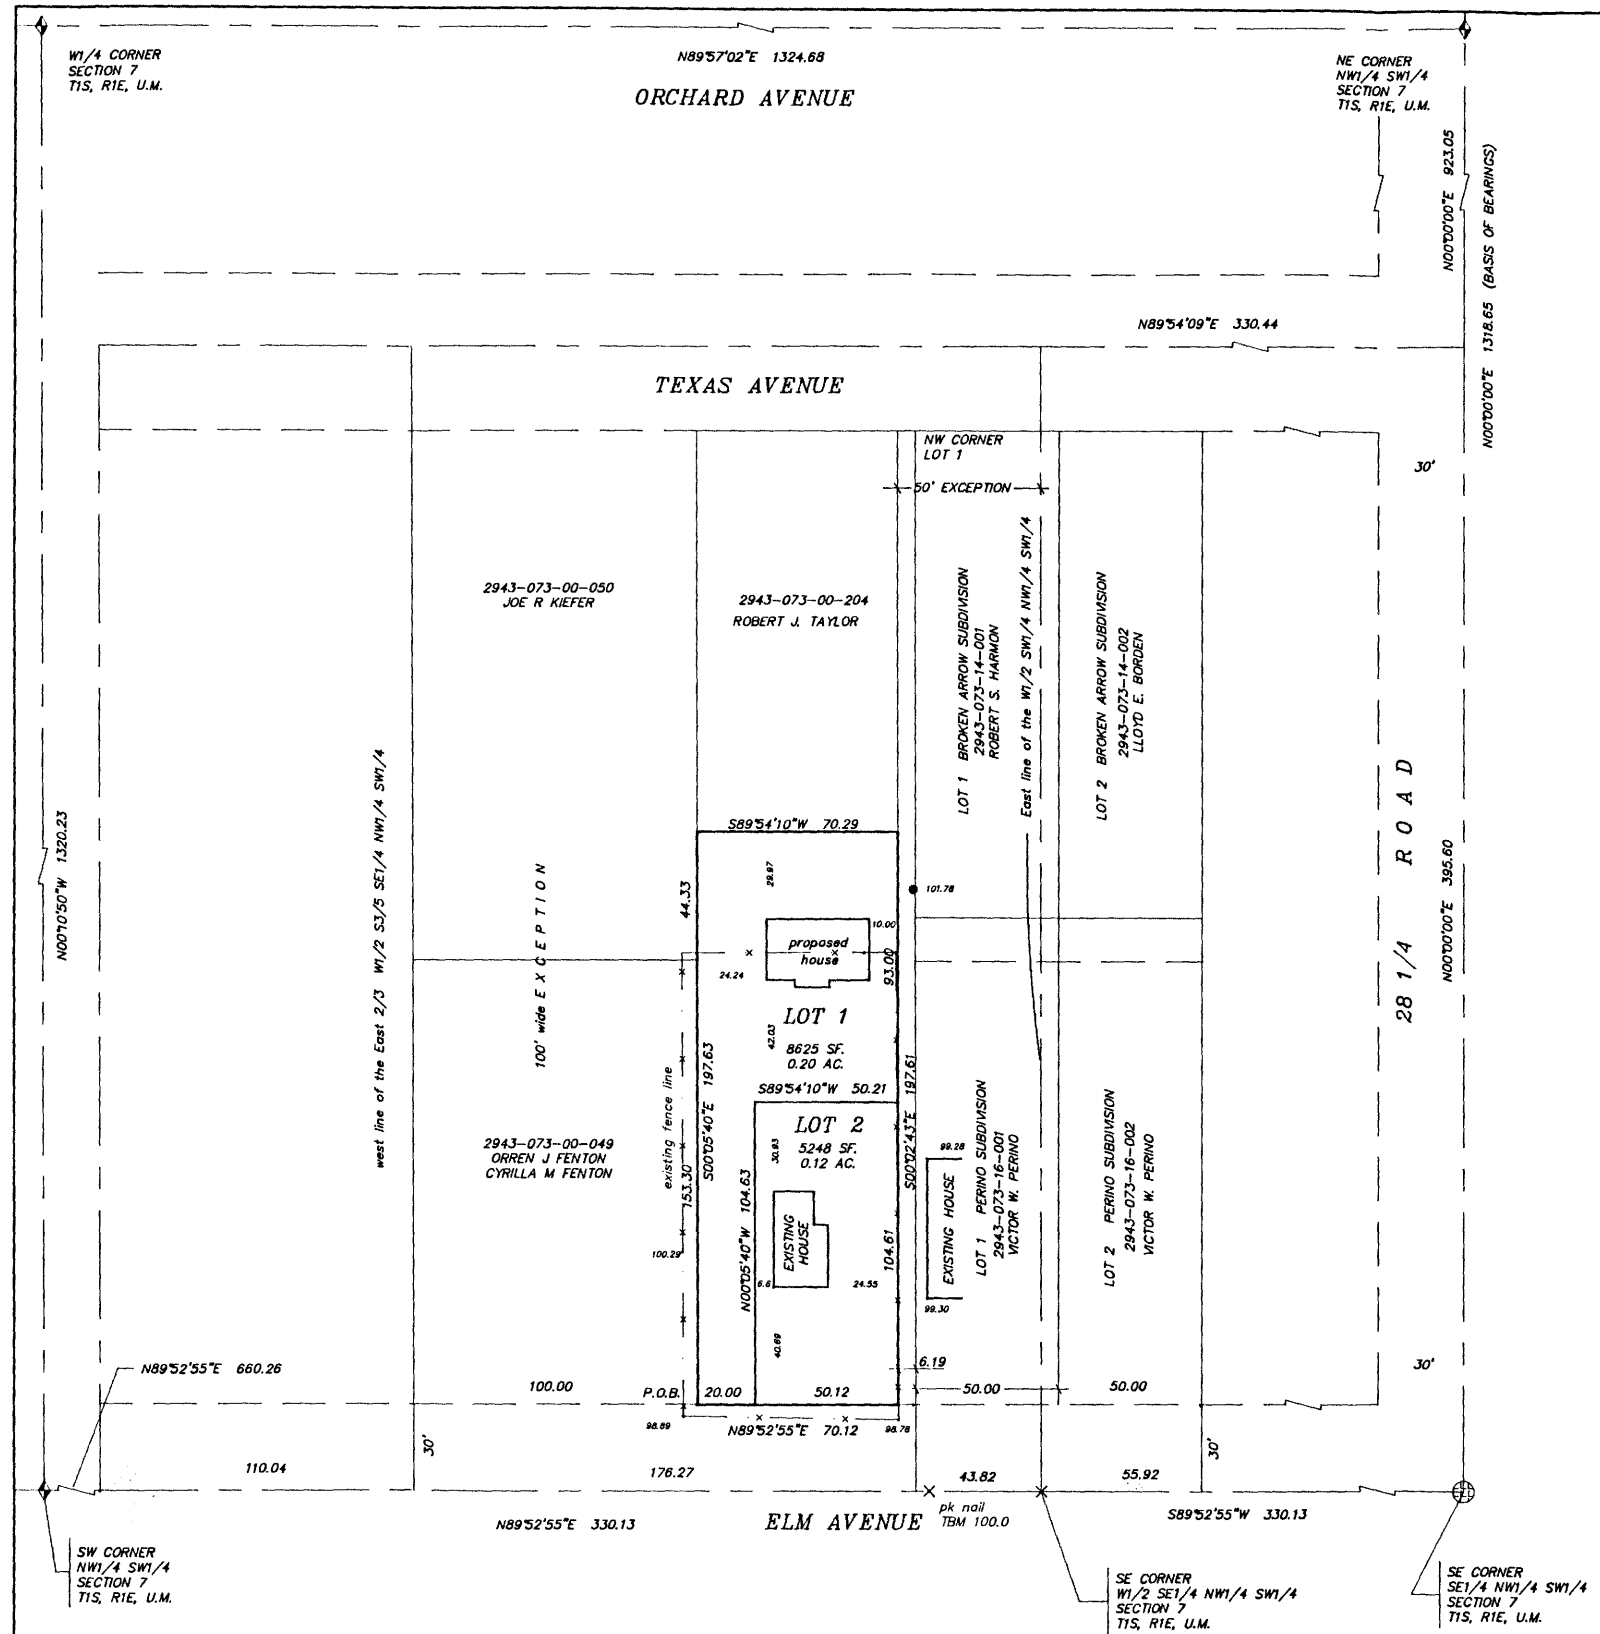 W1/4 CORNER
SECTION 7
T1S, R1E, U.M.
N89°57'02"E 1324.68
ORCHARD AVENUE
NE CORNER
NW1/4 SW1/4
SECTION 7
T1S, R1E, U.M.
N00°00'00"E 923.05
N00°00'00"E 1318.65 (BASIS OF BEARINGS)
N89°54'09"E 330.44
TEXAS AVENUE
NW CORNER
LOT 1
50' EXCEPTION
30'
2943-073-00-050
JOE R KIEFER
2943-073-00-204
ROBERT J. TAYLOR
LOT 1 BROKEN ARROW SUBDIVISION
2943-073-14-001
ROBERT S. HARMON
East line of the W1/2 SW1/4 NW1/4 SW1/4
LOT 2 BROKEN ARROW SUBDIVISION
2943-073-14-002
LLOYD E. BORDEN
28 1/4 ROAD
N00°00'00"E 395.60
N00°10'50"W 1320.23
west line of the East 2/3 W1/2 S3/5 SE1/4 NW1/4 SW1/4
100' wide EXCEPTION
S89°54'10"W 70.29
44.33
29.97
101.78
10.00
proposed
house
93.00
24.24
LOT 1
42.03
8625 SF.
0.20 AC.
S00°05'40"E 197.63
existing fence line
S89°54'10"W 50.21
S00°02'43"E 197.61
LOT 2
5248 SF.
0.12 AC.
30.93
2943-073-00-049
ORREN J FENTON
CYRILLA M FENTON
153.30
N00°05'40"W 104.63
EXISTING
HOUSE
104.61
100.29
6.6
24.55
40.69
99.28
EXISTING HOUSE
99.30
LOT 1 PERINO SUBDIVISION
2943-073-16-001
VICTOR W. PERINO
LOT 2 PERINO SUBDIVISION
2943-073-16-002
VICTOR W. PERINO
N89°52'55"E 660.26
6.19
30'
100.00
P.O.B.
20.00
50.12
50.00
50.00
98.89
N89°52'55"E 70.12
98.78
30'
30'
110.04
176.27
43.82
55.92
pk nail
TBM 100.0
N89°52'55"E 330.13
ELM AVENUE
S89°52'55"W 330.13
SW CORNER
NW1/4 SW1/4
SECTION 7
T1S, R1E, U.M.
SE CORNER
W1/2 SE1/4 NW1/4 SW1/4
SECTION 7
T1S, R1E, U.M.
SE CORNER
SE1/4 NW1/4 SW1/4
SECTION 7
T1S, R1E, U.M.